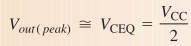 V_out(peak) ≅ V_CEQ = V_CC / 2